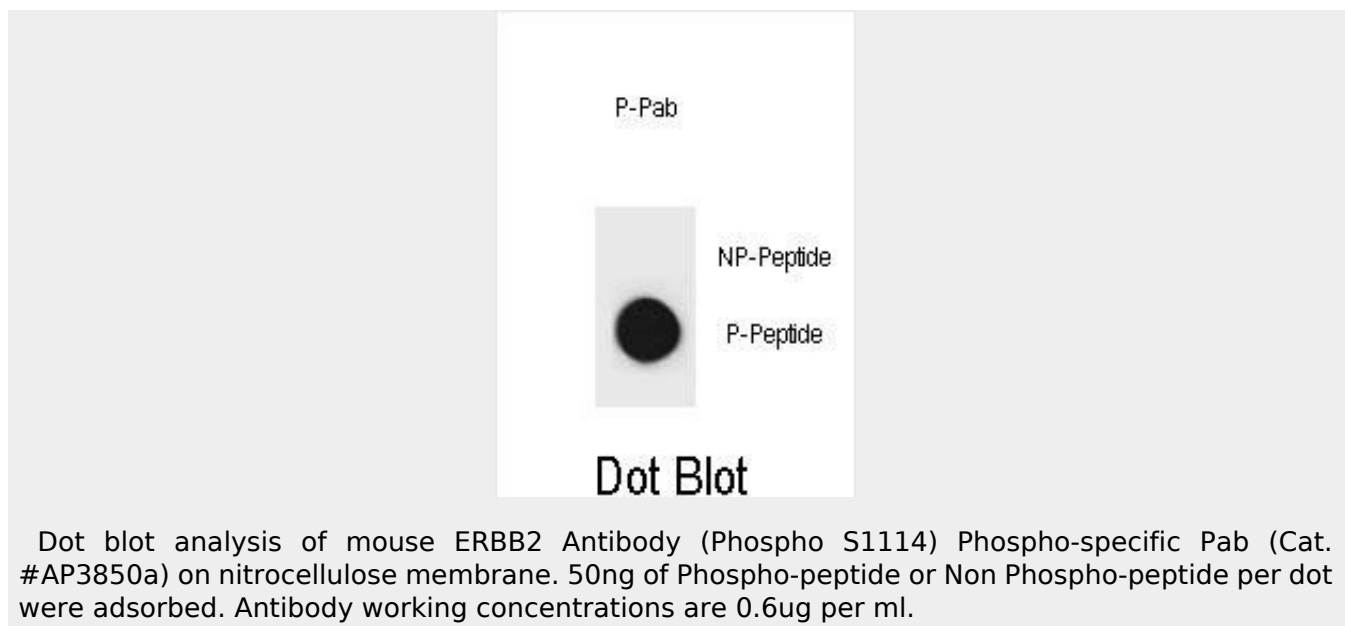 P-Pab
NP-Peptide
P-Peptide
Dot Blot
Dot blot analysis of mouse ERBB2 Antibody (Phospho S1114) Phospho-specific Pab (Cat.
#AP3850a) on nitrocellulose membrane. 50ng of Phospho-peptide or Non Phospho-peptide per dot
were adsorbed. Antibody working concentrations are 0.6ug per ml.